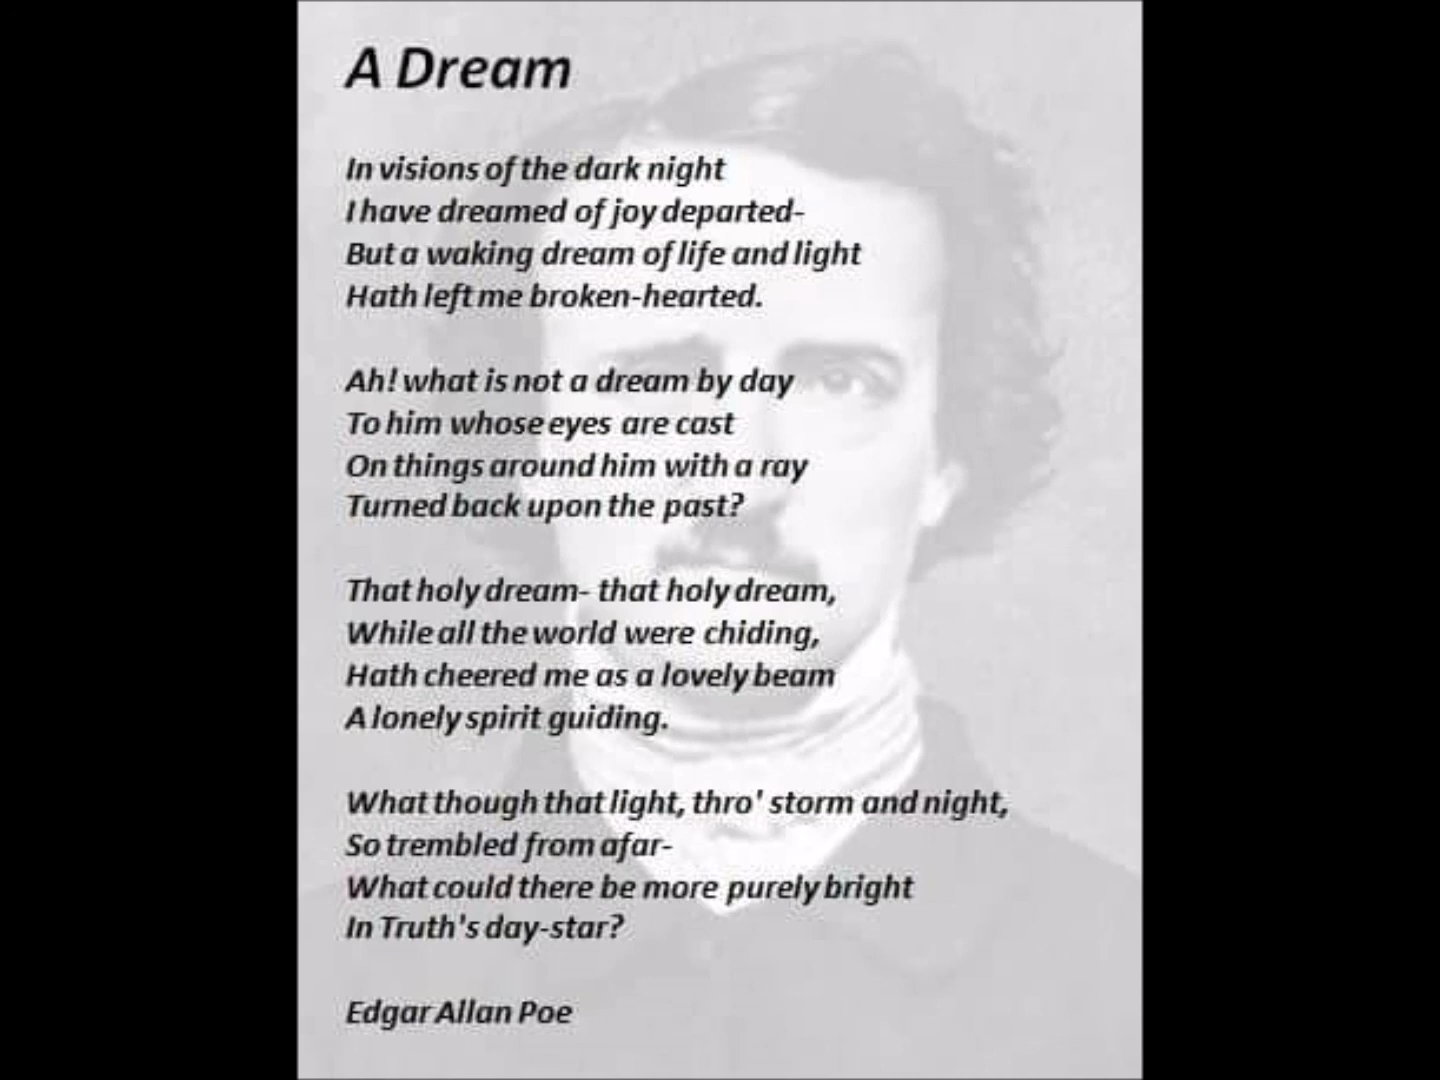 A Dream
In visions of the dark night
I have dreamed of joy departed-
But a waking dream of life and light
Hath left me broken-hearted.
Ah! what is not a dream by day
To him whose eyes are cast
On things around him with a ray
Turned back upon the past?
That holy dream- that holy dream,
While all the world were chiding,
Hath cheered me as a lovely beam
A lonely spirit guiding.
What though that light, thro' storm and night,
So trembled from afar-
What could there be more purely bright
In Truth's day-star?
Edgar Allan Poe